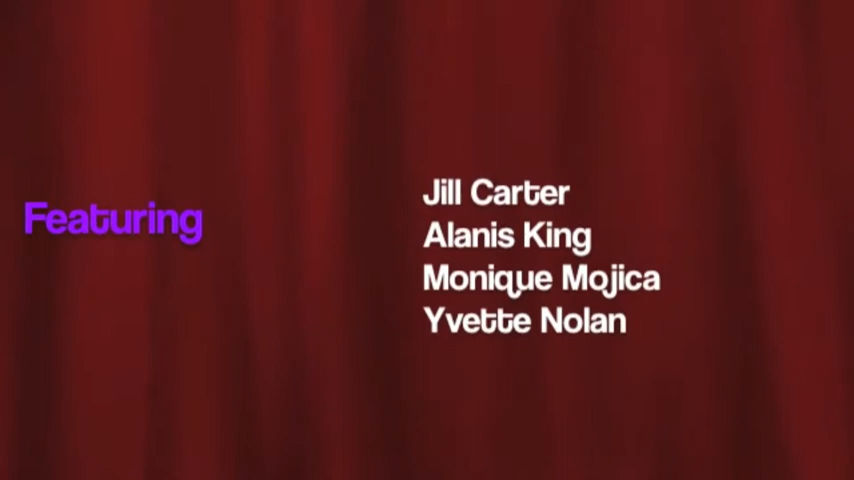 Featuring
Jill Carter
Alanis King
Monique Mojica
Yvette Nolan